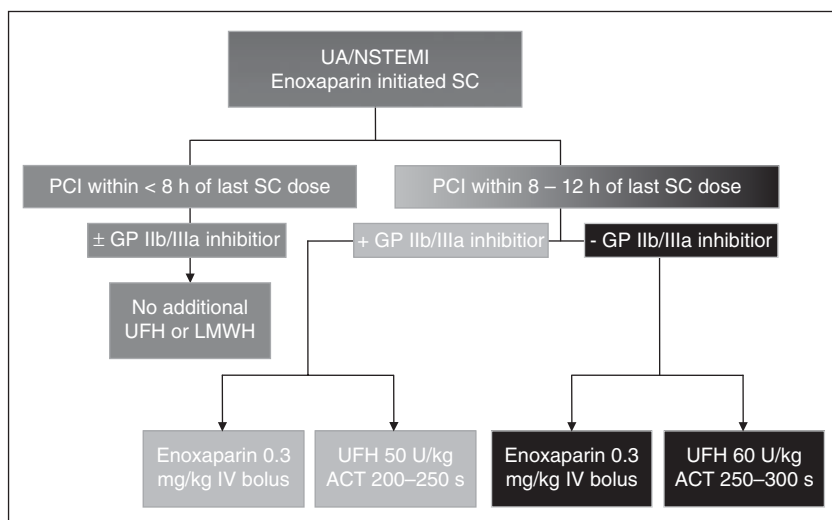 UA/NSTEMI
Enoxaparin initiated SC
PCI within < 8 h of last SC dose
PCI within 8 – 12 h of last SC dose
± GP IIb/IIIa inhibitior
+ GP IIb/IIIa inhibitior
- GP IIb/IIIa inhibitior
No additional
UFH or LMWH
Enoxaparin 0.3
mg/kg IV bolus
UFH 50 U/kg
ACT 200–250 s
Enoxaparin 0.3
mg/kg IV bolus
UFH 60 U/kg
ACT 250–300 s